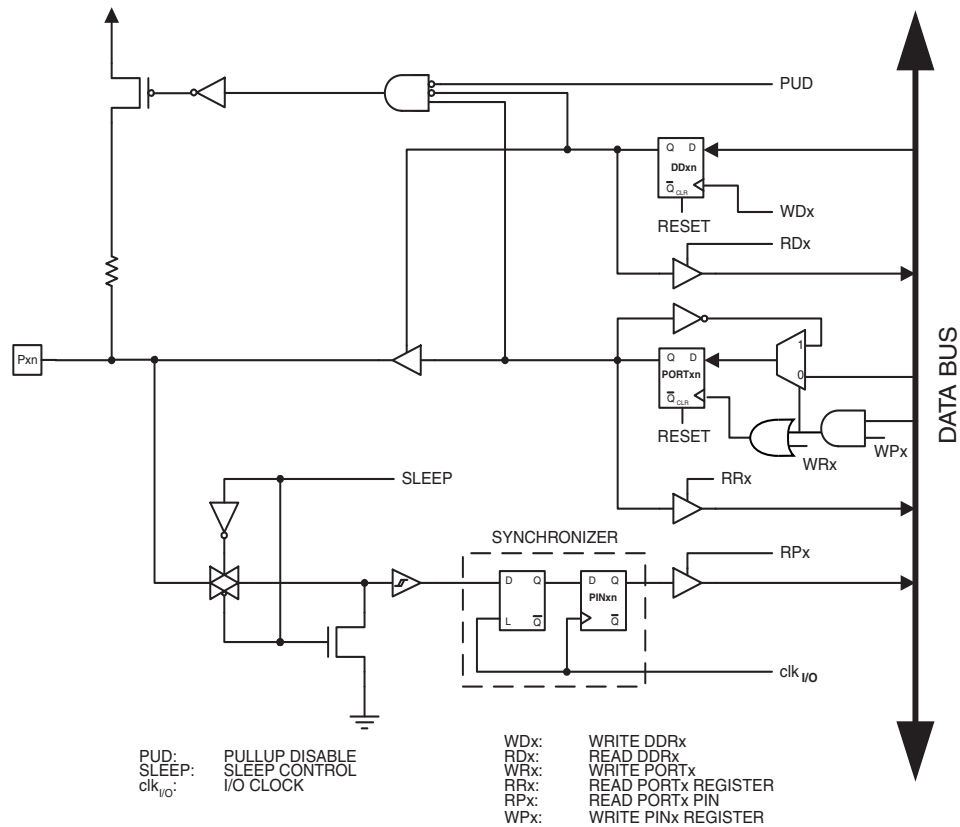 PUD
Q D
DDxn
Q CLR
WDx
RESET
RDx
Pxn
1
Q D
PORTxn
0
Q CLR
RESET
WRx
WPx
DATA BUS
SLEEP
RRx
SYNCHRONIZER
RPx
D Q
D Q
PINxn
L Q
Q
clk I/O
PUD: PULLUP DISABLE
SLEEP: SLEEP CONTROL
clkI/O: I/O CLOCK
WDx: WRITE DDRx
RDx: READ DDRx
WRx: WRITE PORTx
RRx: READ PORTx REGISTER
RPx: READ PORTx PIN
WPx: WRITE PINx REGISTER